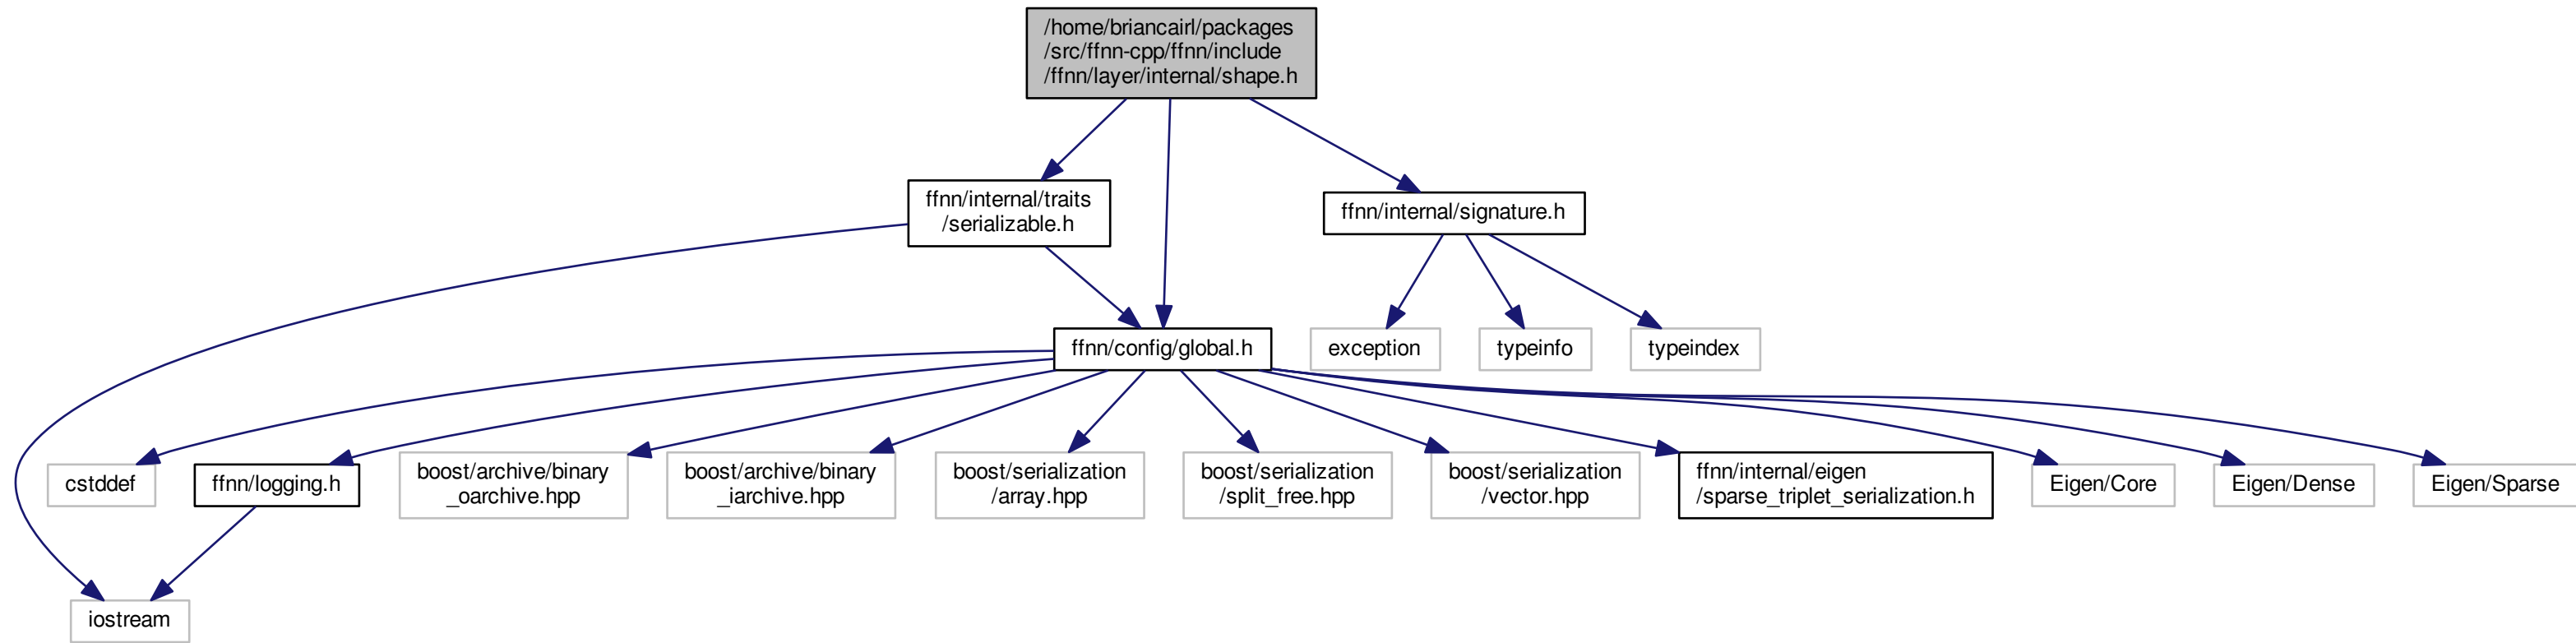 /home/briancairl/packages
/src/ffnn-cpp/ffnn/include
/ffnn/layer/internal/shape.h
ffnn/internal/traits
/serializable.h
ffnn/internal/signature.h
ffnn/config/global.h
exception
typeinfo
typeindex
cstddef
ffnn/logging.h
boost/archive/binary
_oarchive.hpp
boost/archive/binary
_iarchive.hpp
boost/serialization
/array.hpp
boost/serialization
/split_free.hpp
boost/serialization
/vector.hpp
ffnn/internal/eigen
/sparse_triplet_serialization.h
Eigen/Core
Eigen/Dense
Eigen/Sparse
iostream